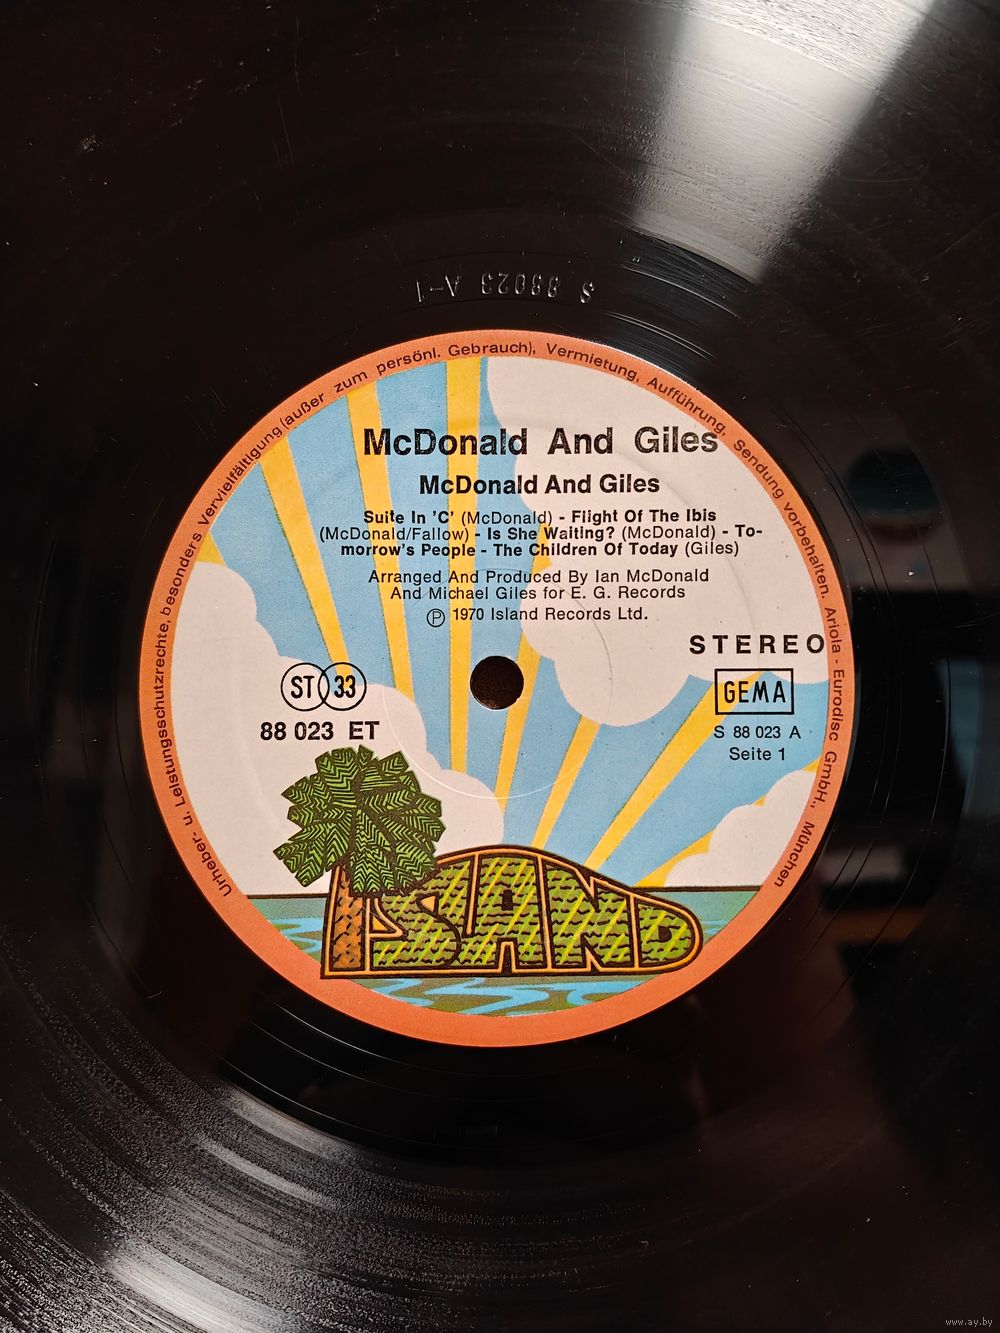 S 88023 A-1
Urheber- u. Leistungsschutzrechte, besonders Vervielfältigung (außer zum persönl. Gebrauch), Vermietung, Aufführung, Sendung vorbehalten. Ariola - Eurodisc GmbH., München
McDonald And Giles
McDonald And Giles
Suite In 'C' (McDonald) - Flight Of The Ibis
(McDonald/Fallow) - Is She Waiting? (McDonald) - To-
morrow's People - The Children Of Today (Giles)
Arranged And Produced By Ian McDonald
And Michael Giles for E. G. Records
Ⓟ 1970 Island Records Ltd.
STEREO
ST 33
GEMA
88 023 ET
S 88 023 A
Seite 1
ISLAND
www.ay.by